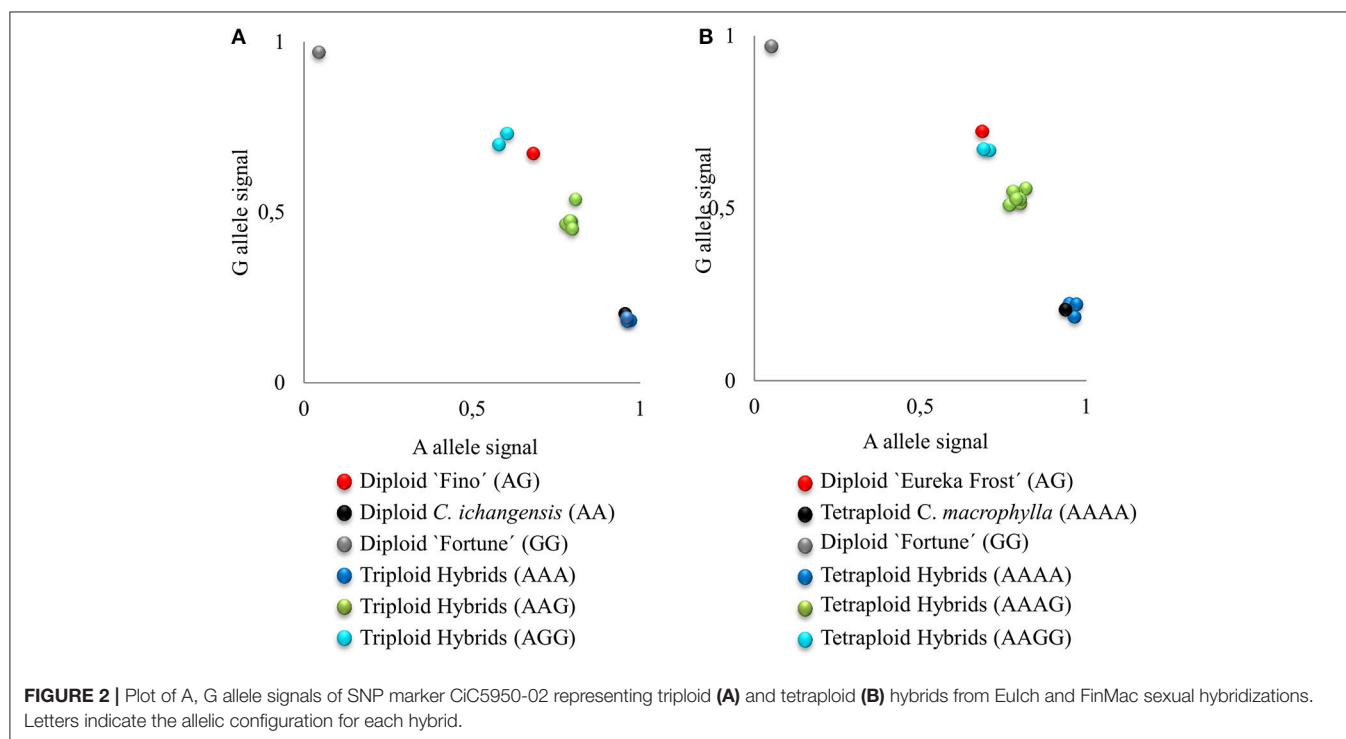 A
1
G allele signal
0,5
0
0
0,5
1
A allele signal
Diploid `Fino´ (AG)
Diploid C. ichangensis (AA)
Diploid `Fortune´ (GG)
Triploid Hybrids (AAA)
Triploid Hybrids (AAG)
Triploid Hybrids (AGG)
B
1
G allele signal
0,5
0
0
0,5
1
A allele signal
Diploid `Eureka Frost´ (AG)
Tetraploid C. macrophylla (AAAA)
Diploid `Fortune´ (GG)
Tetraploid Hybrids (AAAA)
Tetraploid Hybrids (AAAG)
Tetraploid Hybrids (AAGG)
FIGURE 2 | Plot of A, G allele signals of SNP marker CiC5950-02 representing triploid (A) and tetraploid (B) hybrids from EuIch and FinMac sexual hybridizations.
Letters indicate the allelic configuration for each hybrid.